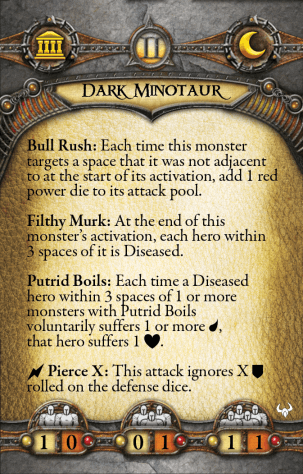 II
DARK MINOTAUR
Bull Rush: Each time this monster
targets a space that it was not adjacent
to at the start of its activation, add 1 red
power die to its attack pool.
Filthy Murk: At the end of this
monster's activation, each hero within
3 spaces of it is Diseased.
Putrid Boils: Each time a Diseased
hero within 3 spaces of 1 or more
monsters with Putrid Boils
voluntarily suffers 1 or more ,
that hero suffers 1 .
Pierce X: This attack ignores X
rolled on the defense dice.
1 0 0 1 1 1